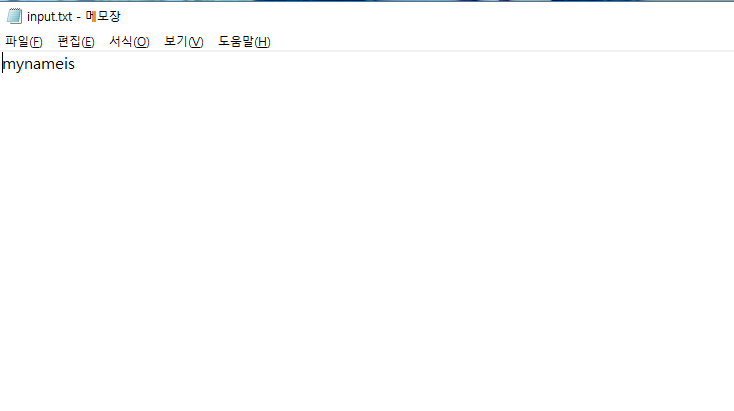 input.txt - 메모장
파일(F) 편집(E) 서식(O) 보기(V) 도움말(H)
mynameis